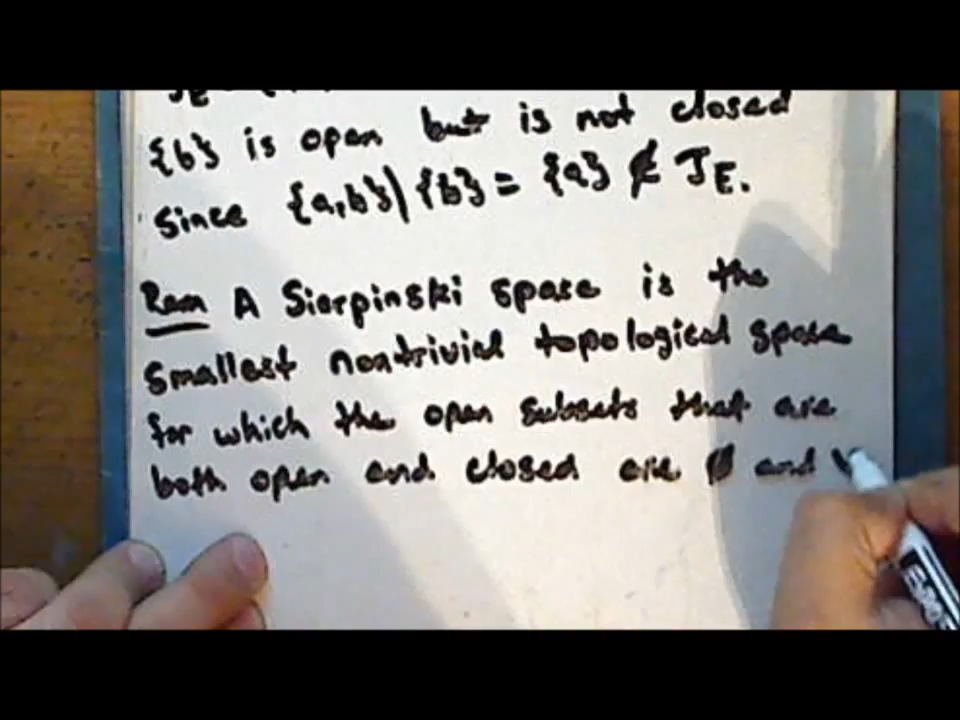 {b} is open but is not closed
since {a,b}\{b} = {a} ∉ J_E.
Rem A Sierpinski space is the
smallest nontrivial topological space
for which the open subsets that are
both open and closed are ∅ and
EXPO